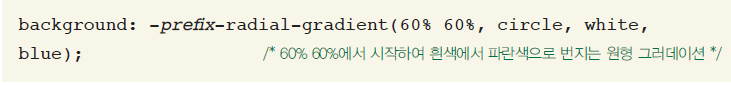 background: -prefix-radial-gradient(60% 60%, circle, white,
blue); /* 60% 60%에서 시작하여 흰색에서 파란색으로 번지는 원형 그러데이션 */